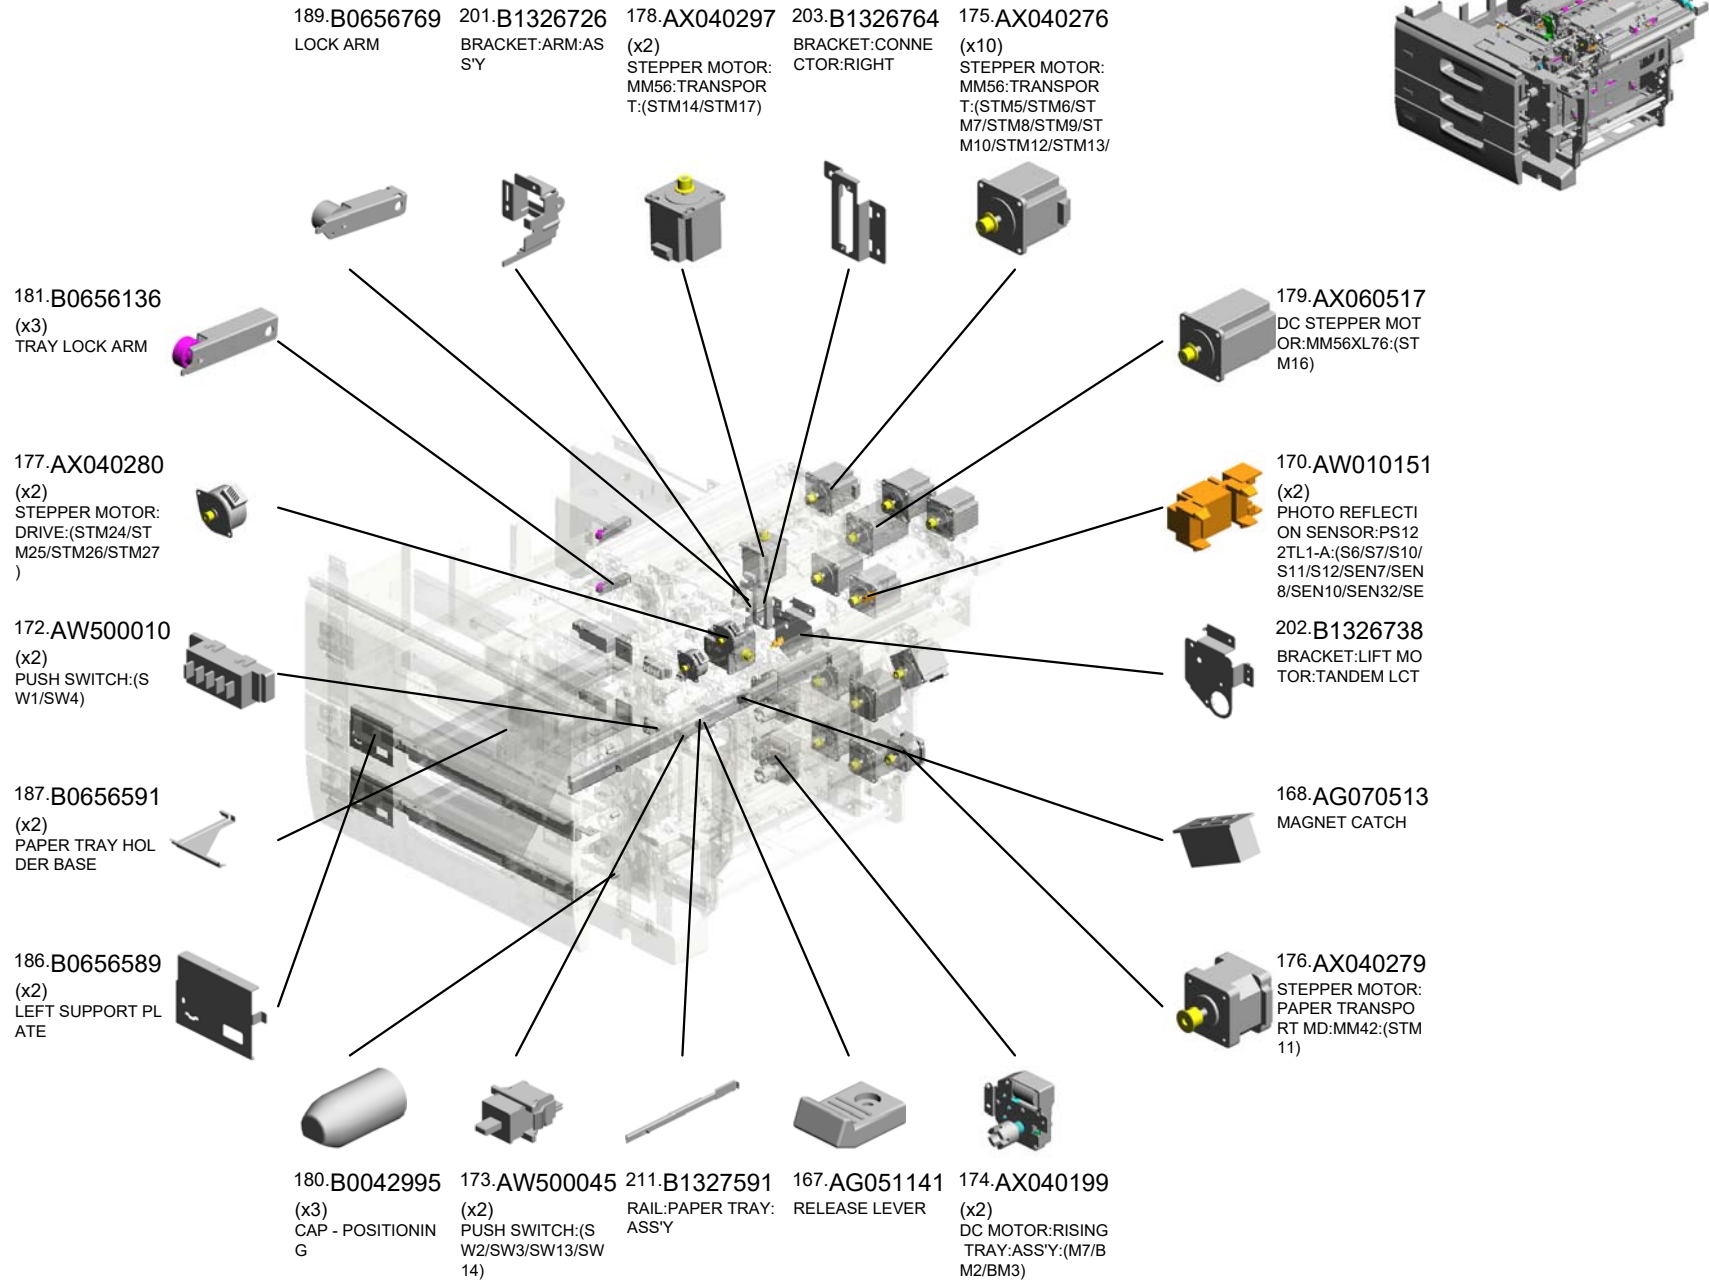 189.B0656769
LOCK ARM
201.B1326726
BRACKET:ARM:AS
S'Y
178.AX040297
(x2)
STEPPER MOTOR:
MM56:TRANSPOR
T:(STM14/STM17)
203.B1326764
BRACKET:CONNE
CTOR:RIGHT
175.AX040276
(x10)
STEPPER MOTOR:
MM56:TRANSPOR
T:(STM5/STM6/ST
M7/STM8/STM9/ST
M10/STM12/STM13/
181.B0656136
(x3)
TRAY LOCK ARM
179.AX060517
DC STEPPER MOT
OR:MM56XL76:(ST
M16)
177.AX040280
(x2)
STEPPER MOTOR:
DRIVE:(STM24/ST
M25/STM26/STM27
)
170.AW010151
(x2)
PHOTO REFLECTI
ON SENSOR:PS12
2TL1-A:(S6/S7/S10/
S11/S12/SEN7/SEN
8/SEN10/SEN32/SE
172.AW500010
(x2)
PUSH SWITCH:(S
W1/SW4)
202.B1326738
BRACKET:LIFT MO
TOR:TANDEM LCT
187.B0656591
(x2)
PAPER TRAY HOL
DER BASE
168.AG070513
MAGNET CATCH
186.B0656589
(x2)
LEFT SUPPORT PL
ATE
176.AX040279
STEPPER MOTOR:
PAPER TRANSPO
RT MD:MM42:(STM
11)
180.B0042995
(x3)
CAP - POSITIONIN
G
173.AW500045
(x2)
PUSH SWITCH:(S
W2/SW3/SW13/SW
14)
211.B1327591
RAIL:PAPER TRAY:
ASS'Y
167.AG051141
RELEASE LEVER
174.AX040199
(x2)
DC MOTOR:RISING
TRAY:ASS'Y:(M7/B
M2/BM3)